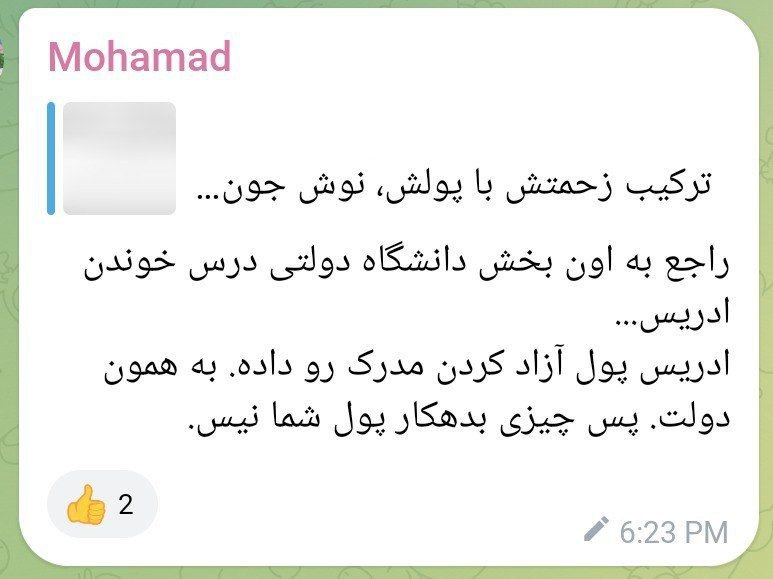 Mohamad
ترکیب زحمتش با پولش، نوش جون...
راجع به اون بخش دانشگاه دولتی درس خوندن
ادریس...
ادریس پول آزاد کردن مدرک رو داده. به همون
دولت. پس چیزی بدهکار پول شما نیس.
2
6:23 PM